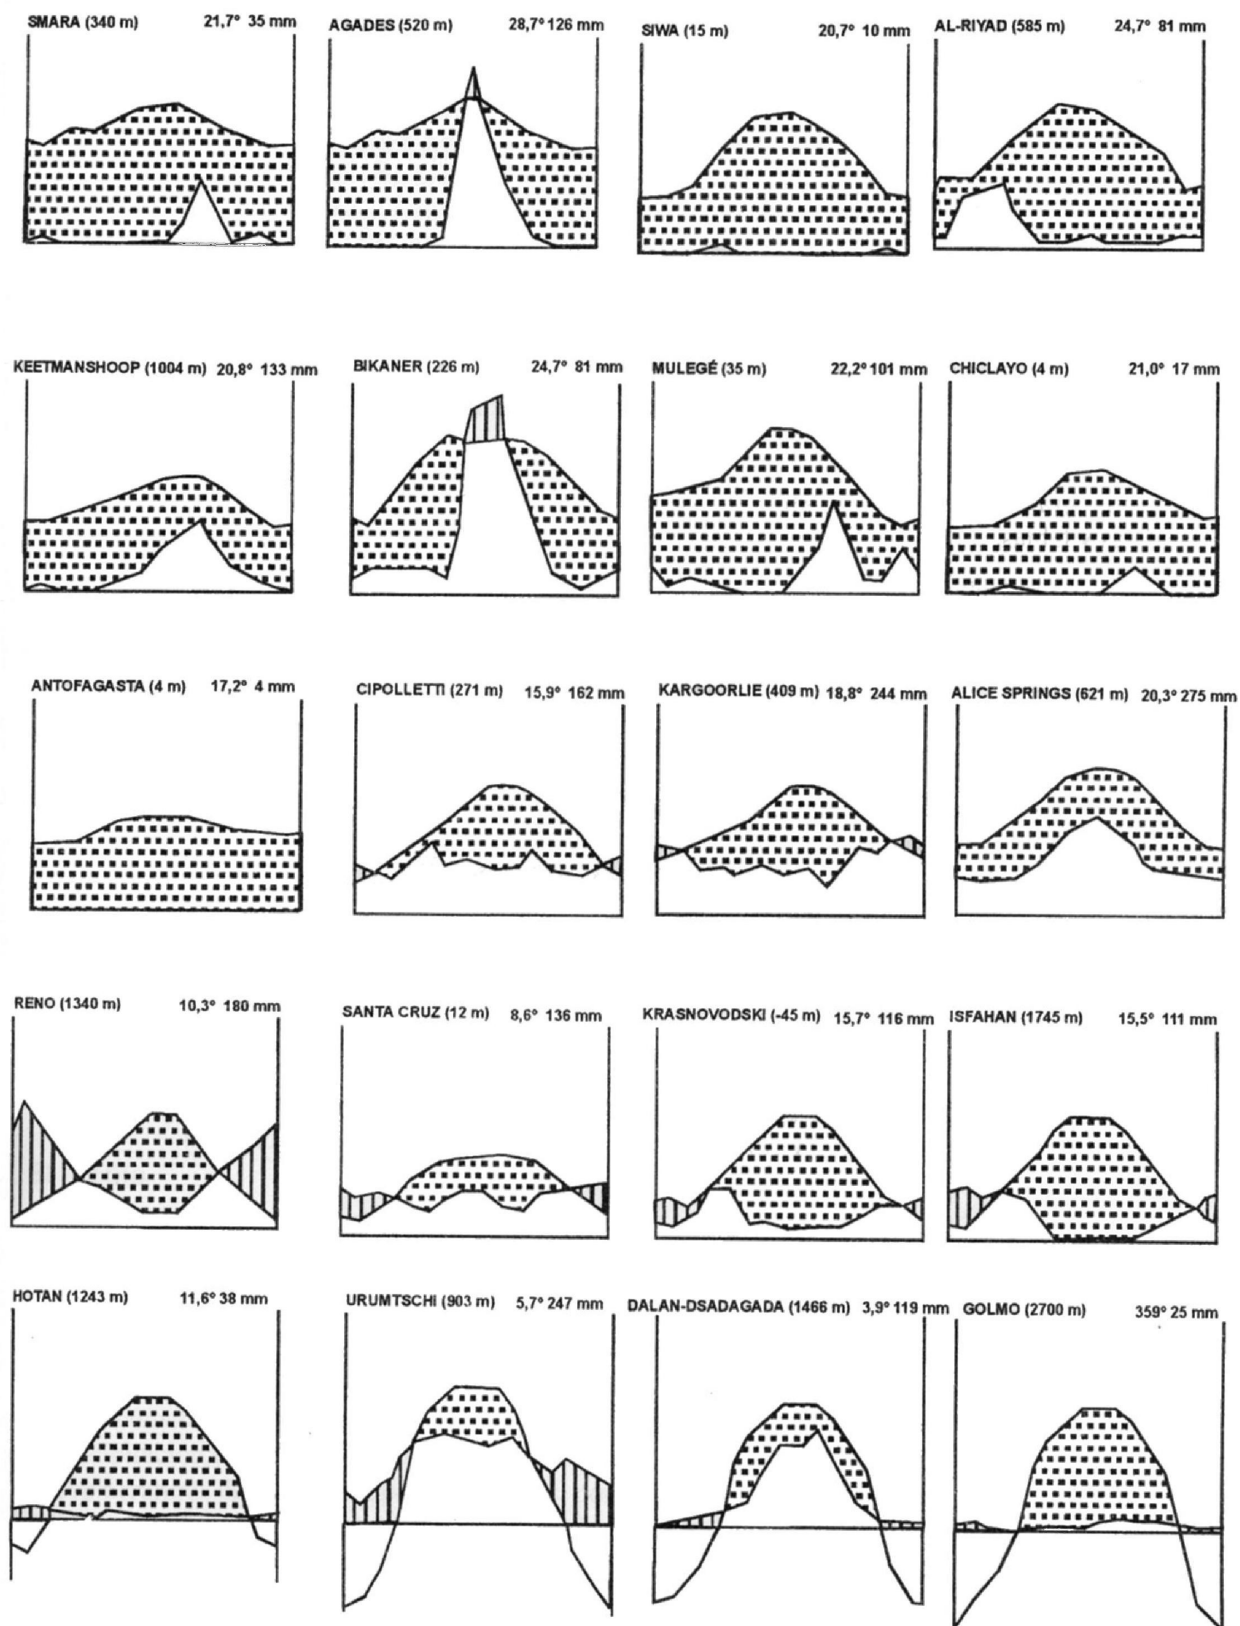 SMARA (340 m) 21,7° 35 mm
AGADES (520 m) 28,7° 126 mm
SIWA (15 m) 20,7° 10 mm
AL-RIYAD (585 m) 24,7° 81 mm
KEETMANSHOOP (1004 m) 20,8° 133 mm
BIKANER (226 m) 24,7° 81 mm
MULEGÉ (35 m) 22,2° 101 mm
CHICLAYO (4 m) 21,0° 17 mm
ANTOFAGASTA (4 m) 17,2° 4 mm
CIPOLLETTI (271 m) 15,9° 162 mm
KARGOORLIE (409 m) 18,8° 244 mm
ALICE SPRINGS (621 m) 20,3° 275 mm
RENO (1340 m) 10,3° 180 mm
SANTA CRUZ (12 m) 8,6° 136 mm
KRASNOVODSKI (-45 m) 15,7° 116 mm
ISFAHAN (1745 m) 15,5° 111 mm
HOTAN (1243 m) 11,6° 38 mm
URUMTSCHI (903 m) 5,7° 247 mm
DALAN-DSADAGADA (1466 m) 3,9° 119 mm
GOLMO (2700 m) 359° 25 mm